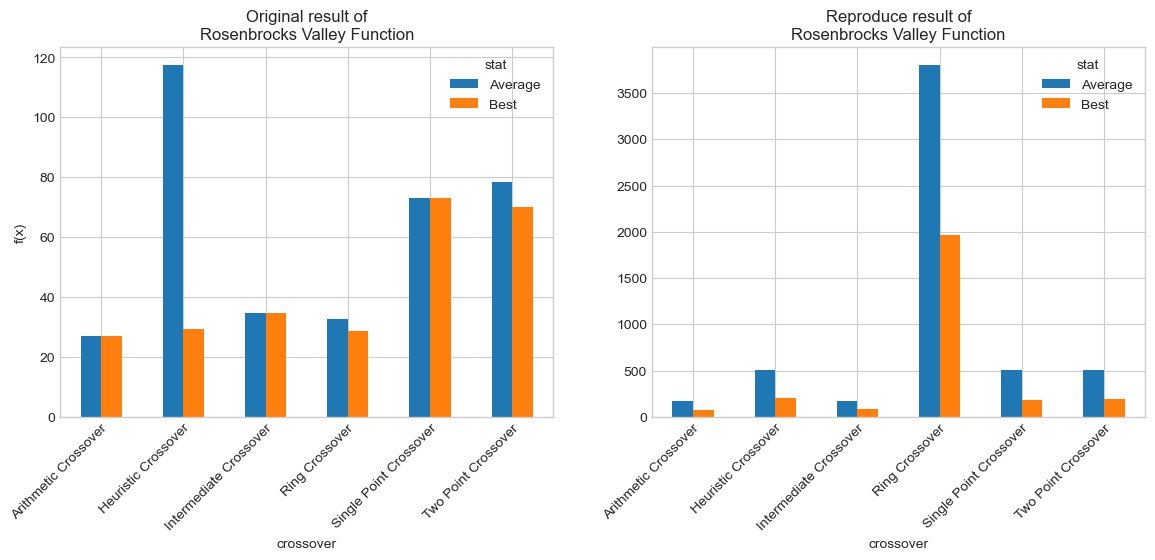 Original result of
Rosenbrocks Valley Function
stat
Average
Best
120
100
80
60
40
20
0
f(x)
Arithmetic Crossover
Heuristic Crossover
Intermediate Crossover
Ring Crossover
Single Point Crossover
Two Point Crossover
crossover
Reproduce result of
Rosenbrocks Valley Function
stat
Average
Best
3500
3000
2500
2000
1500
1000
500
0
Arithmetic Crossover
Heuristic Crossover
Intermediate Crossover
Ring Crossover
Single Point Crossover
Two Point Crossover
crossover